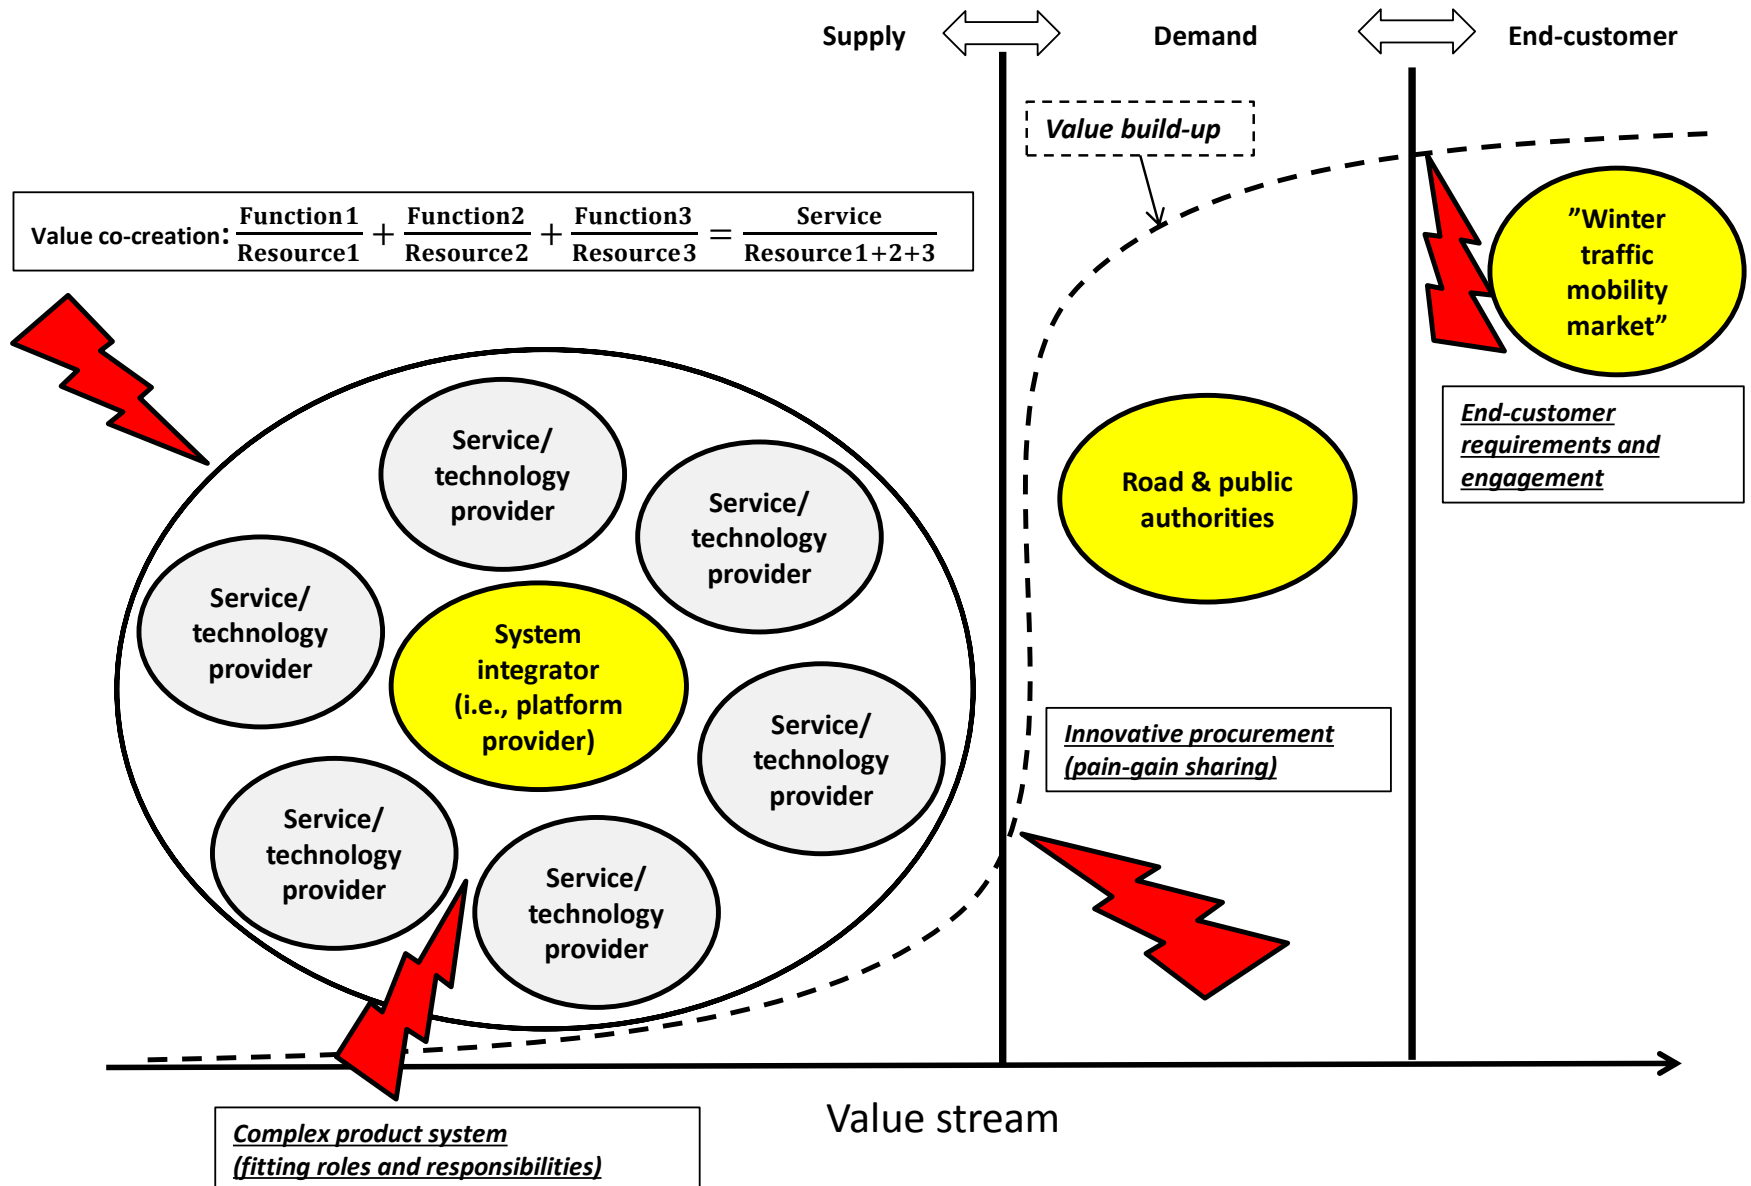 Supply
Demand
End-customer
Value build-up
Value co-creation: Function1/Resource1 + Function2/Resource2 + Function3/Resource3 = Service/Resource1+2+3
”Winter
traffic
mobility
market”
End-customer
requirements and
engagement
Service/
technology
provider
Service/
technology
provider
Road & public
authorities
Service/
technology
provider
System
integrator
(i.e., platform
provider)
Service/
technology
provider
Innovative procurement
(pain-gain sharing)
Service/
technology
provider
Service/
technology
provider
Value stream
Complex product system
(fitting roles and responsibilities)